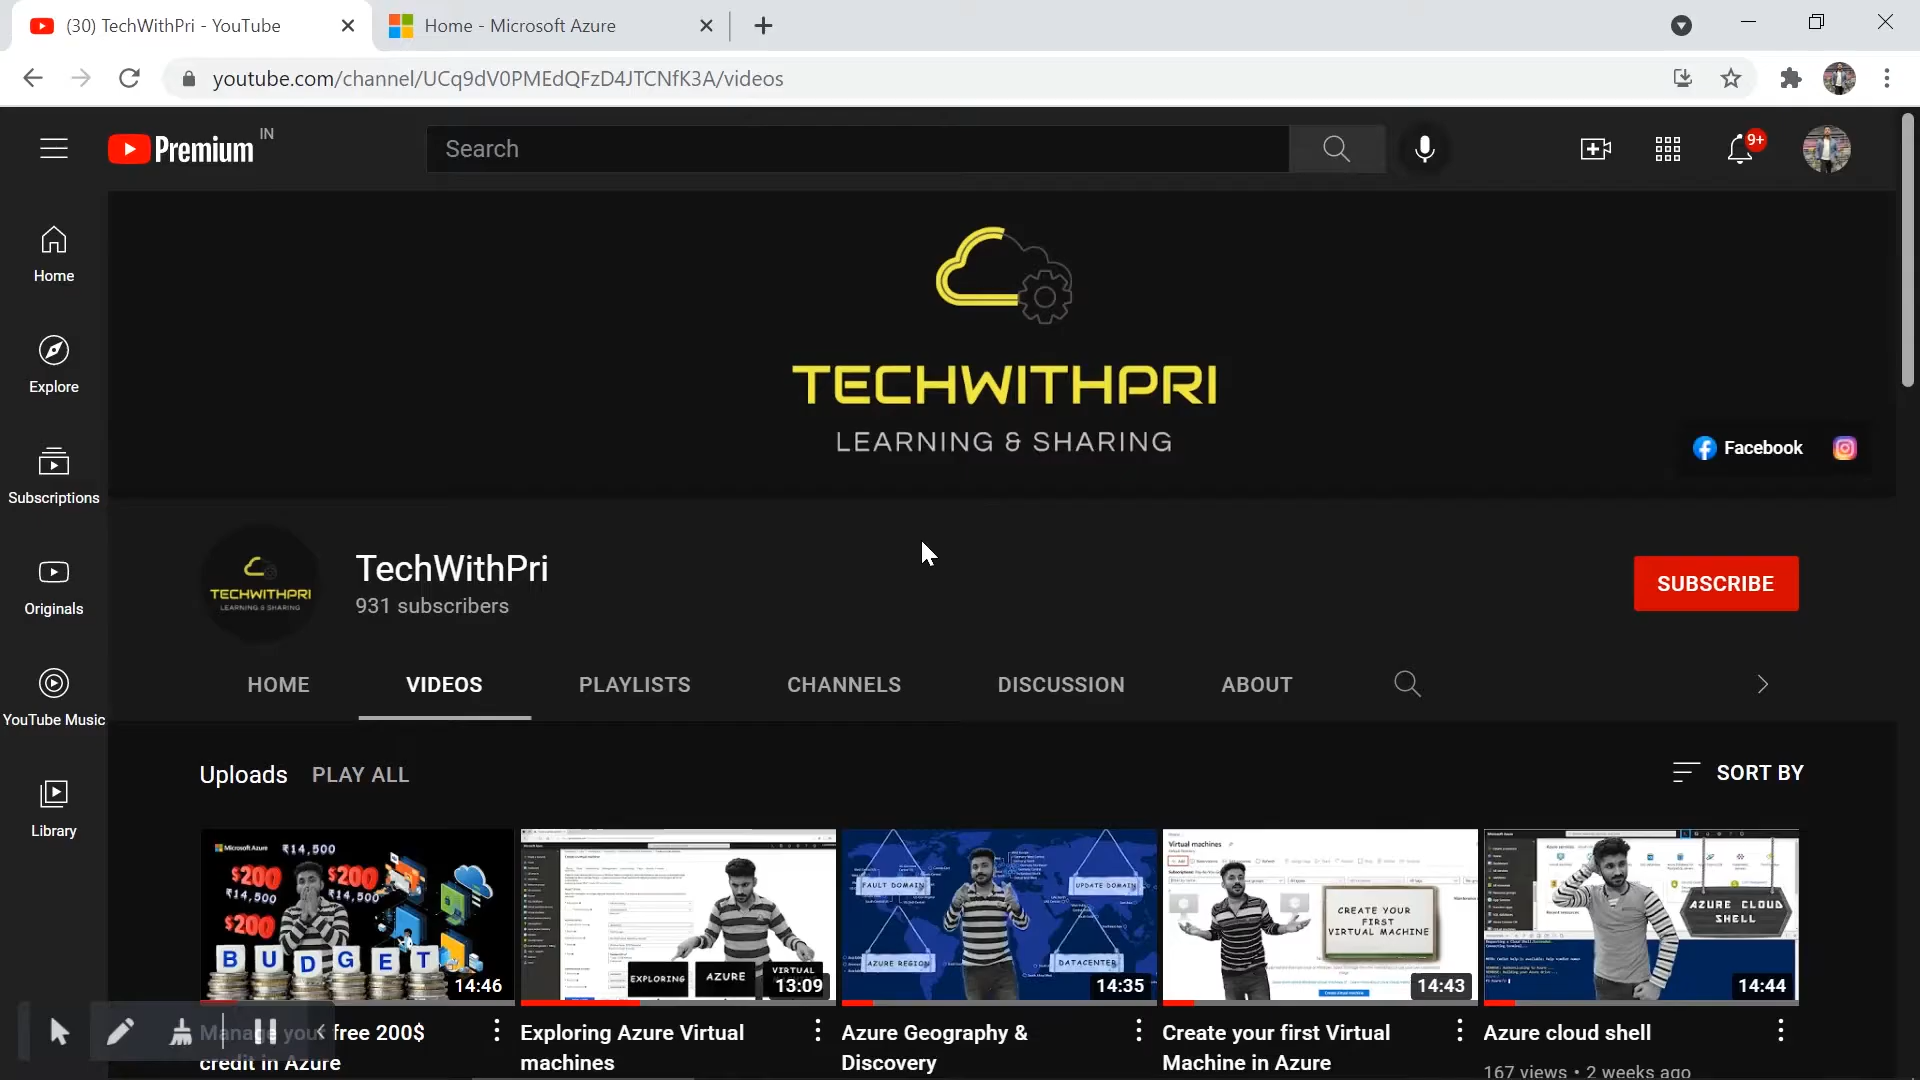 (30) TechWithPri - YouTube
Home - Microsoft Azure
youtube.com/channel/UCq9dV0PMEdQFzD4JTCNfK3A/videos
Premium IN
Search
9+
Home
Explore
Subscriptions
Originals
YouTube Music
Library
TECHWITHPRI
LEARNING & SHARING
Facebook
TECHWITHPRI
LEARNING & SHARING
TechWithPri
931 subscribers
SUBSCRIBE
HOME
VIDEOS
PLAYLISTS
CHANNELS
DISCUSSION
ABOUT
Uploads
PLAY ALL
SORT BY
Microsoft Azure
₹14,500
$200
$200
₹14,500
₹14,500
$200
BUDGET
14:46
EXPLORING
AZURE
VIRTUAL
13:09
FAULT DOMAIN
UPDATE DOMAIN
AZURE REGION
DATACENTER
14:35
Virtual machines
CREATE YOUR
FIRST
VIRTUAL MACHINE
14:43
Microsoft Azure
AZURE CLOUD
SHELL
14:44
Manage your free 200$
credit in Azure
Exploring Azure Virtual
machines
Azure Geography &
Discovery
Create your first Virtual
Machine in Azure
Azure cloud shell
167 views • 2 weeks ago